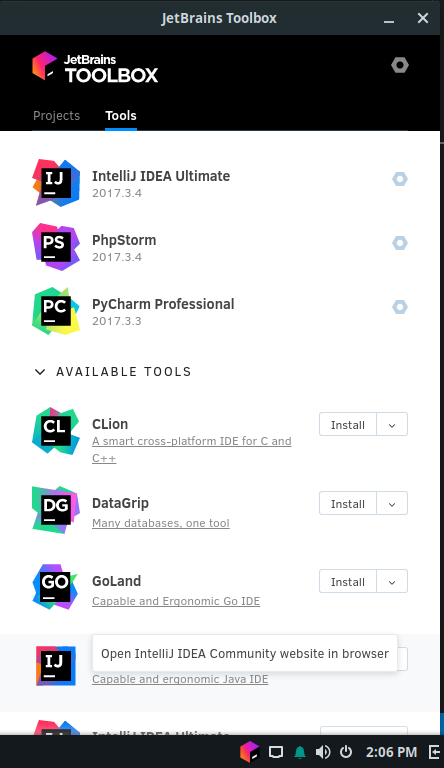 JetBrains Toolbox
JetBrains
TOOLBOX
Projects Tools
IJ
IntelliJ IDEA Ultimate
2017.3.4
PS
PhpStorm
2017.3.4
PC
PyCharm Professional
2017.3.3
AVAILABLE TOOLS
CL
CLion
A smart cross-platform IDE for C and
C++
Install
DG
DataGrip
Many databases, one tool
Install
GO
GoLand
Capable and Ergonomic Go IDE
Install
IJ
Open IntelliJ IDEA Community website in browser
Capable and ergonomic Java IDE
IntelliJ IDEA Ultimate
2:06 PM